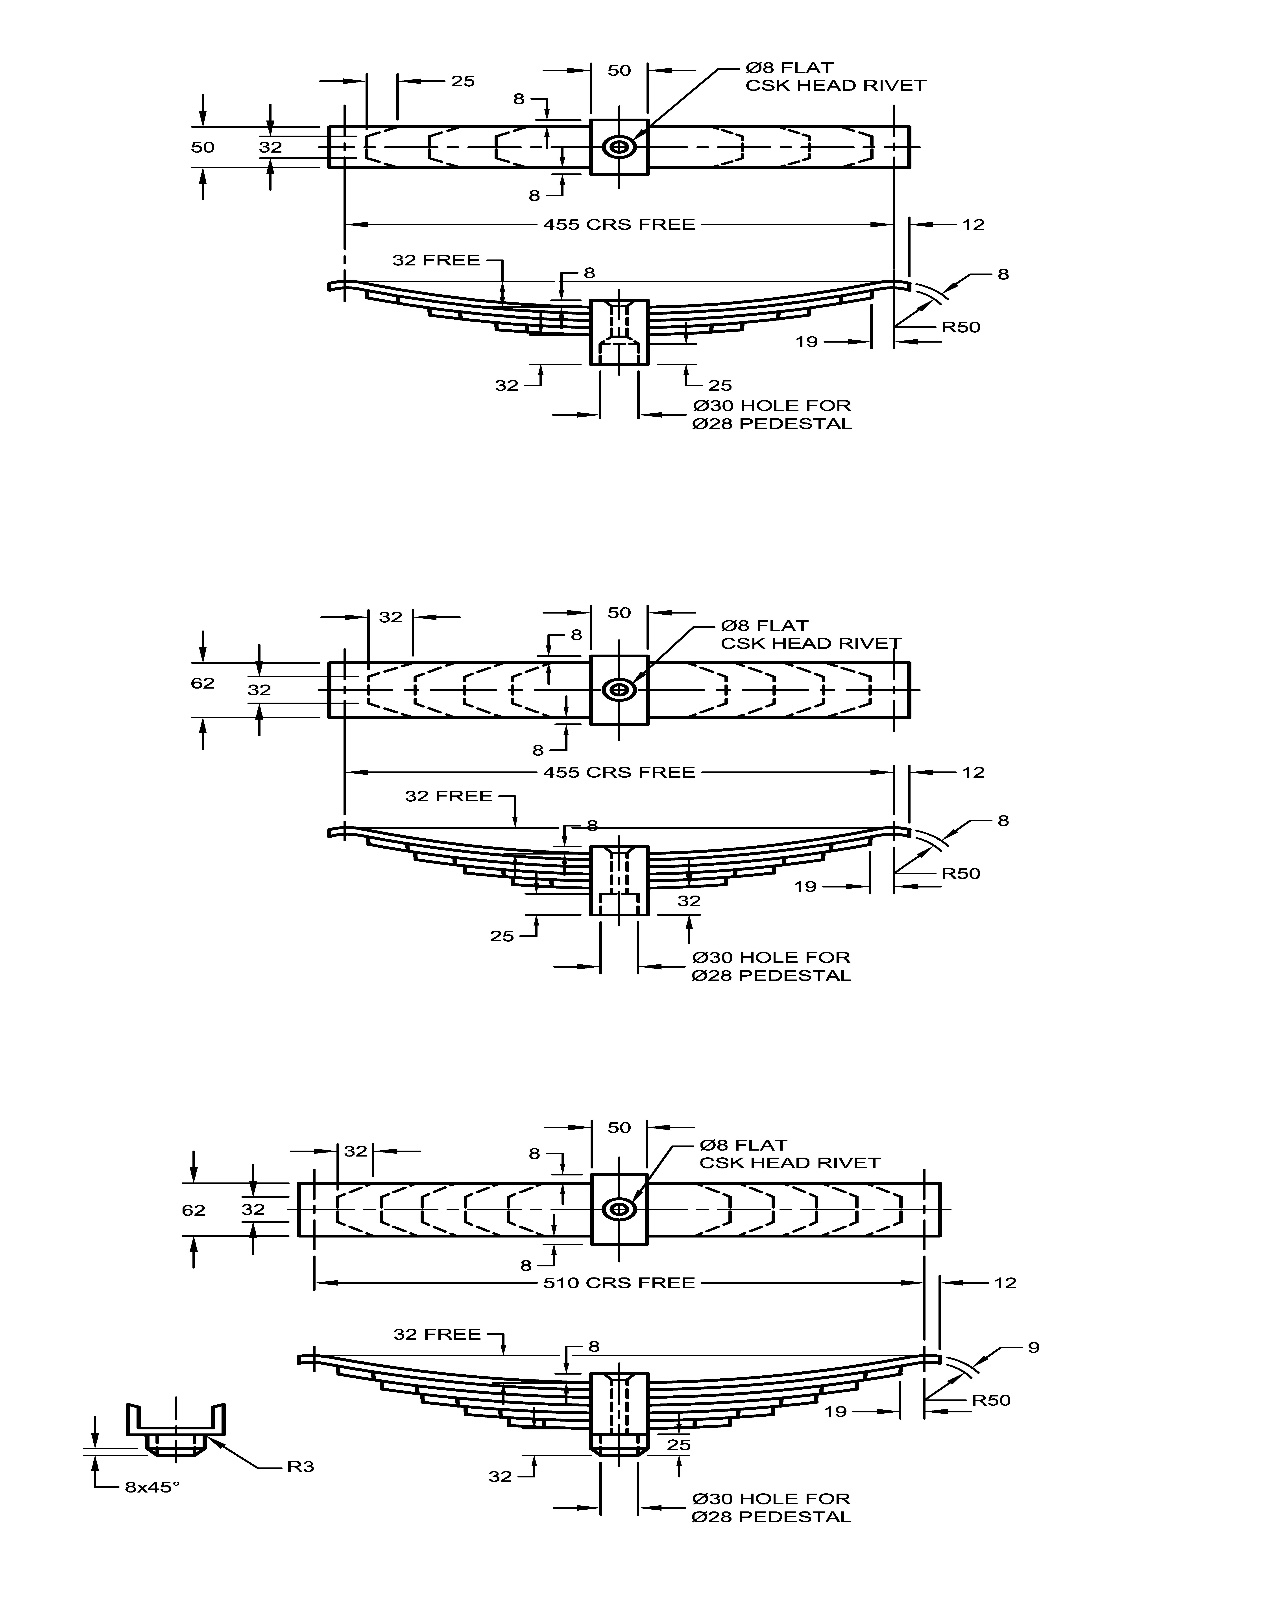 50
Ø8 FLAT
CSK HEAD RIVET
25
8
50
32
8
455 CRS FREE
12
32 FREE
8
8
R50
19
32
25
Ø30 HOLE FOR
Ø28 PEDESTAL
50
32
8
Ø8 FLAT
CSK HEAD RIVET
62
32
8
455 CRS FREE
12
32 FREE
8
8
R50
19
32
25
Ø30 HOLE FOR
Ø28 PEDESTAL
50
Ø8 FLAT
CSK HEAD RIVET
32
8
62
32
8
510 CRS FREE
12
32 FREE
8
9
R50
19
25
R3
32
8x45°
Ø30 HOLE FOR
Ø28 PEDESTAL